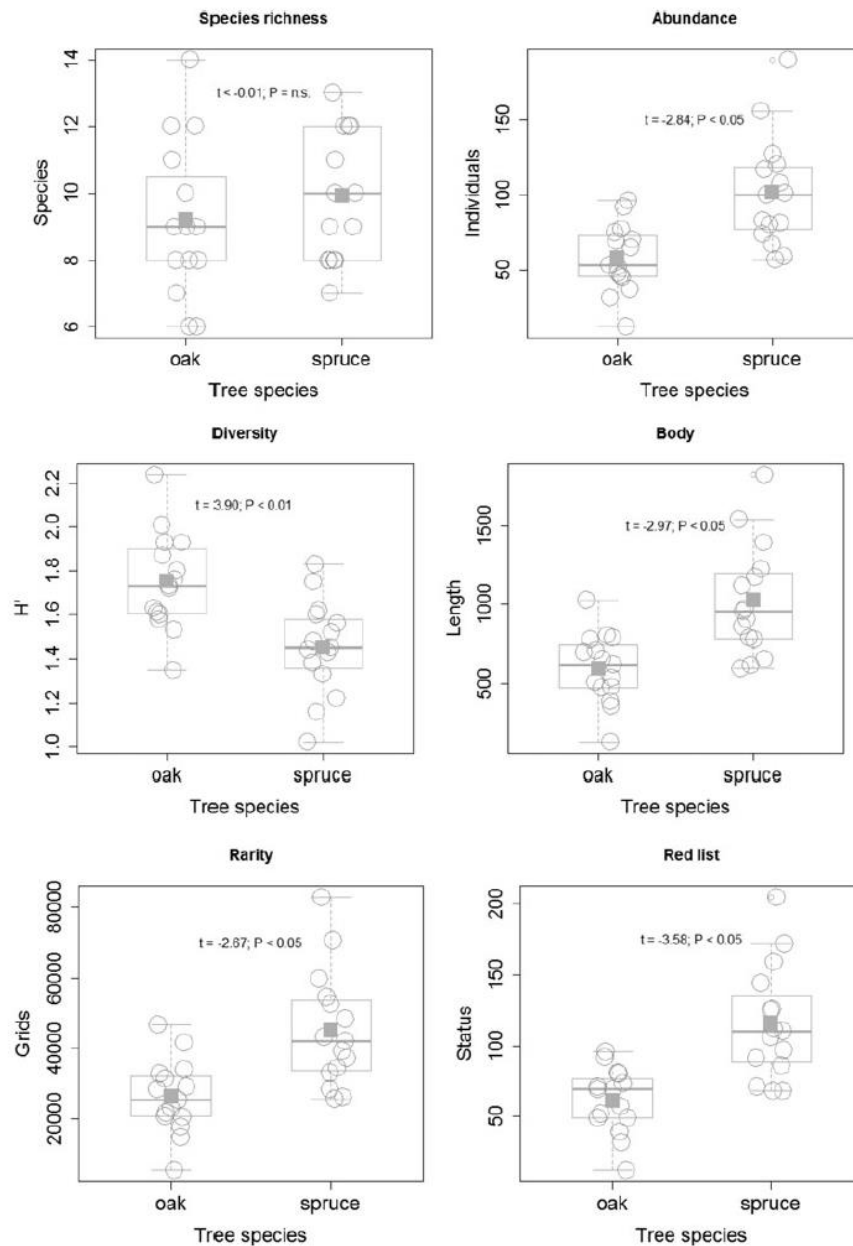 Species richness
Abundance
t < -0.01; P = n.s.
t = -2.84; P < 0.05
Species
Individuals
14
12
10
8
6
150
100
50
oak
spruce
oak
spruce
Tree species
Tree species
Diversity
Body
t = 3.90; P < 0.01
t = -2.97; P < 0.05
H'
Length
2.2
2.0
1.8
1.6
1.4
1.2
1.0
1500
1000
500
oak
spruce
oak
spruce
Tree species
Tree species
Rarity
Red list
t = -2.67; P < 0.05
t = -3.58; P < 0.05
Grids
Status
80000
60000
40000
20000
200
150
100
50
oak
spruce
oak
spruce
Tree species
Tree species